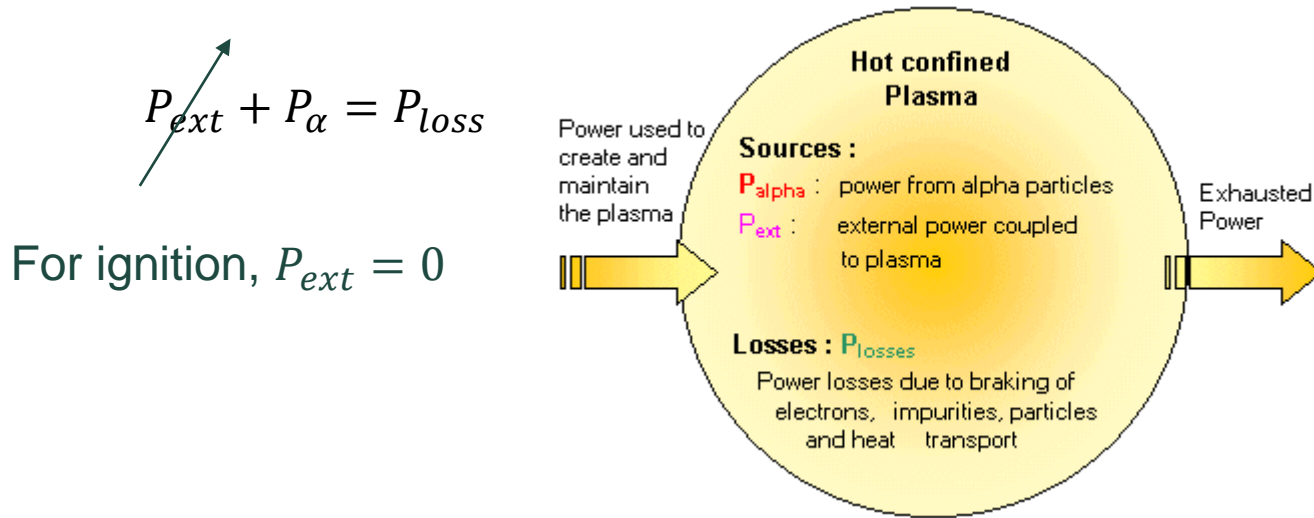 P_ext + P_α = P_loss
For ignition, P_ext = 0
Power used to
create and
maintain
the plasma
Hot confined
Plasma
Sources :
P_alpha : power from alpha particles
P_ext : external power coupled
to plasma
Losses : P_losses
Power losses due to braking of
electrons, impurities, particles
and heat transport
Exhausted
Power